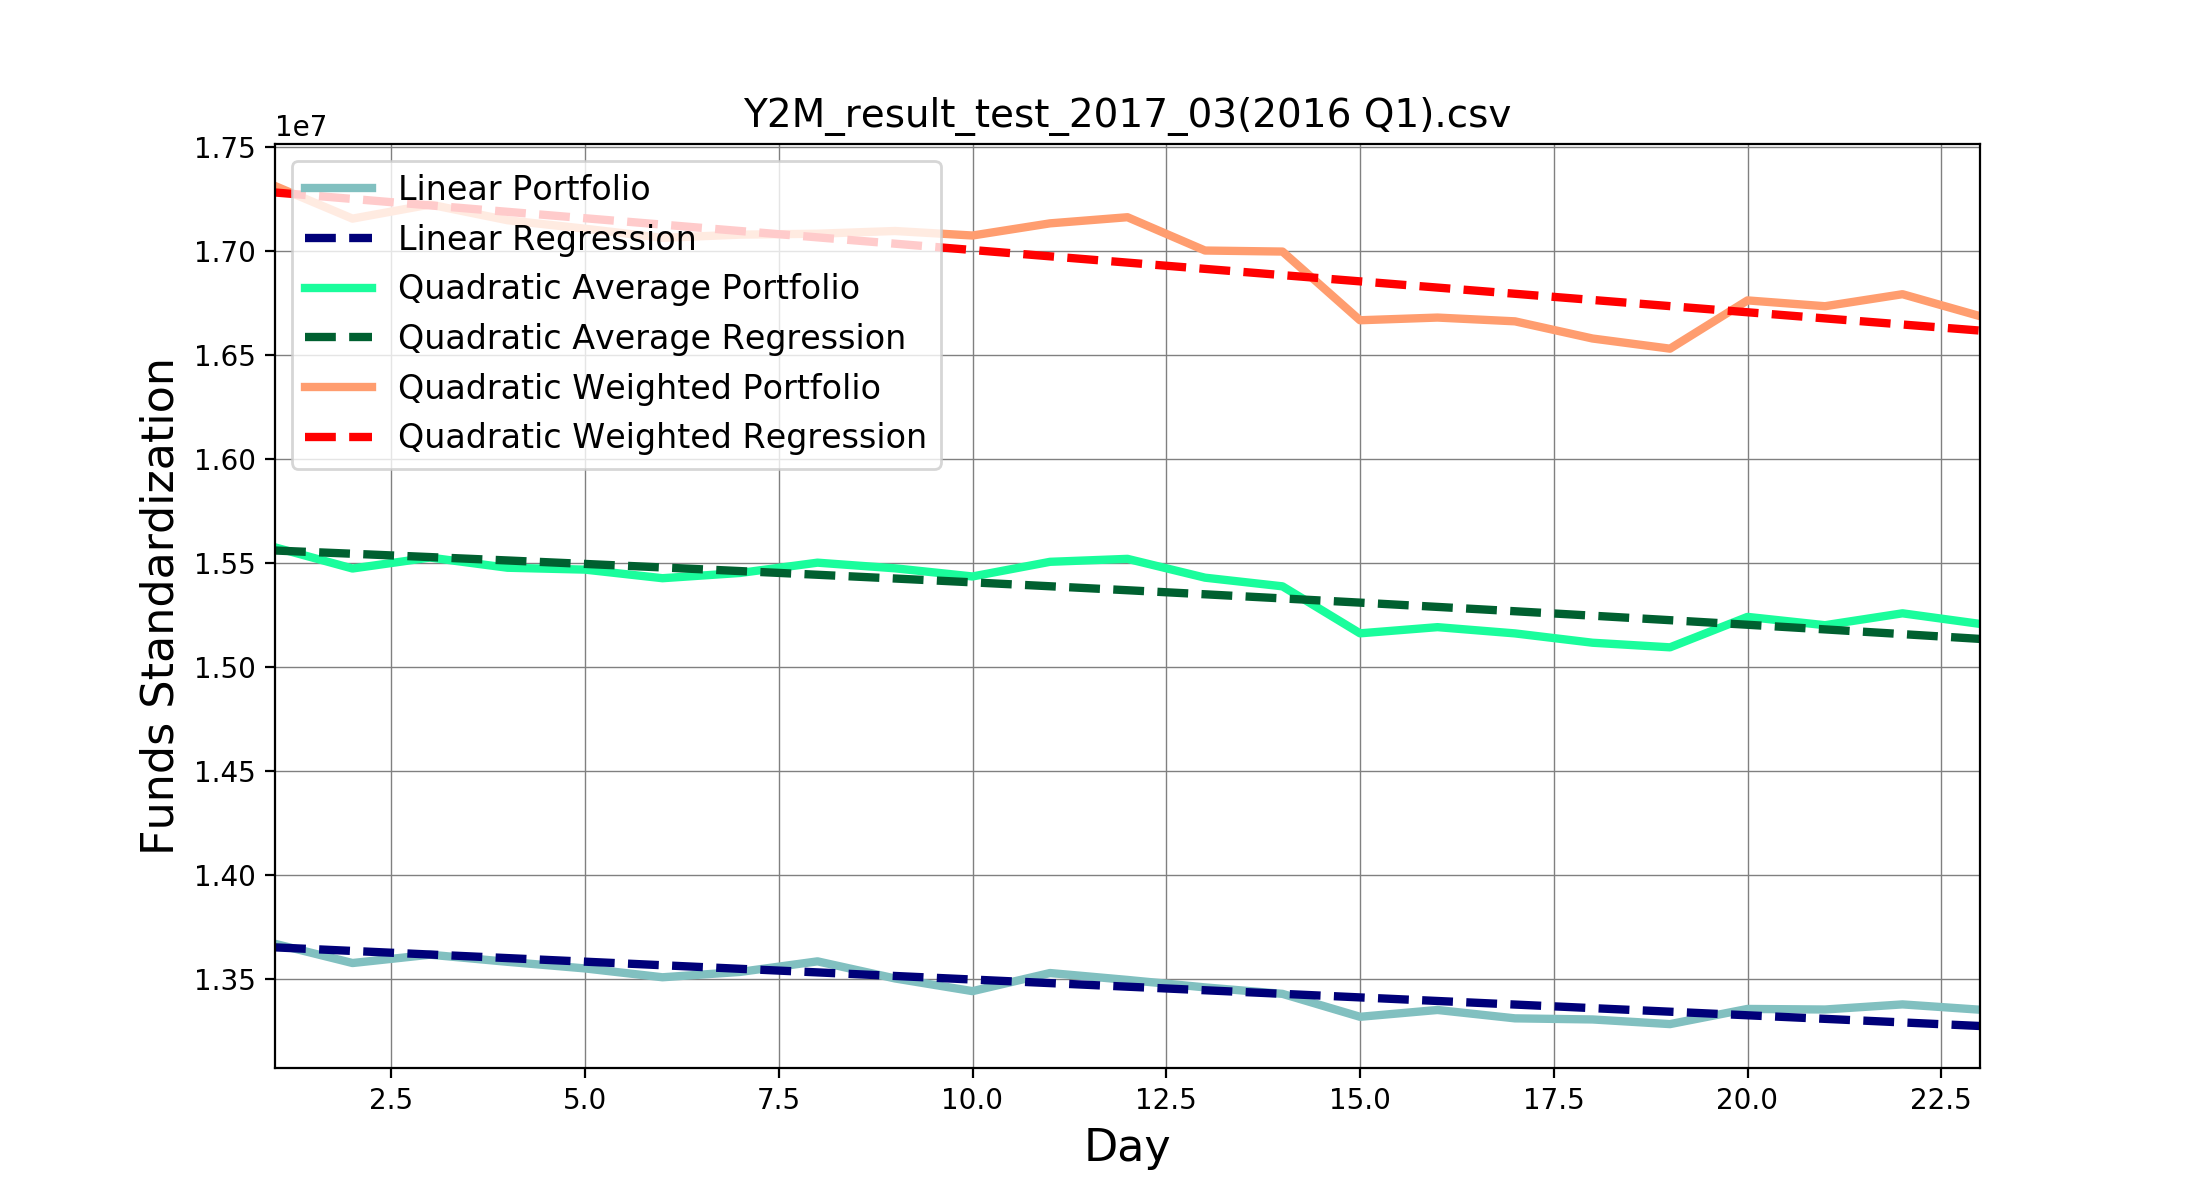 Y2M_result_test_2017_03(2016 Q1).csv
1e7
1.75
1.70
1.65
1.60
1.55
1.50
1.45
1.40
1.35
Funds Standardization
Linear Portfolio
Linear Regression
Quadratic Average Portfolio
Quadratic Average Regression
Quadratic Weighted Portfolio
Quadratic Weighted Regression
2.5 5.0 7.5 10.0 12.5 15.0 17.5 20.0 22.5
Day